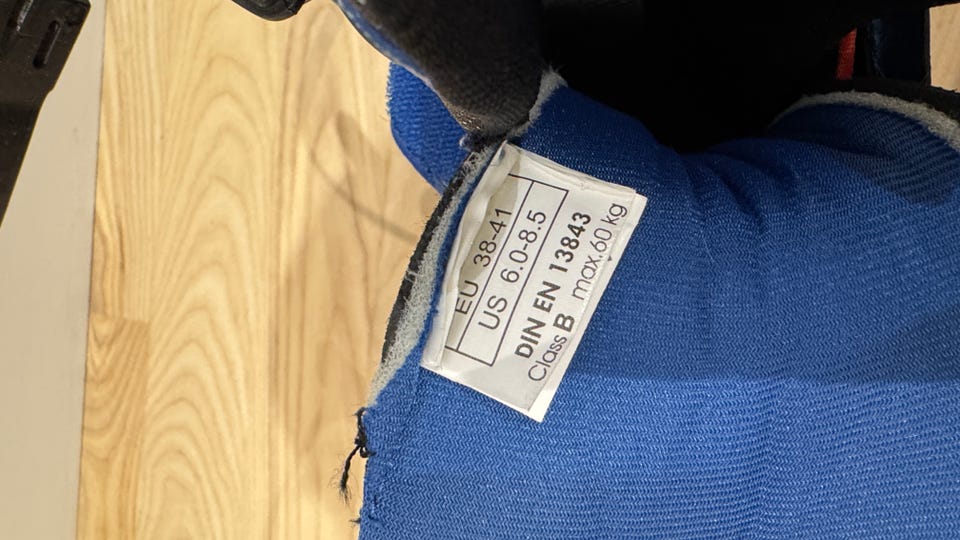 EU 38-41
US 6.0-8.5
DIN EN 13843
Class B max.60 kg